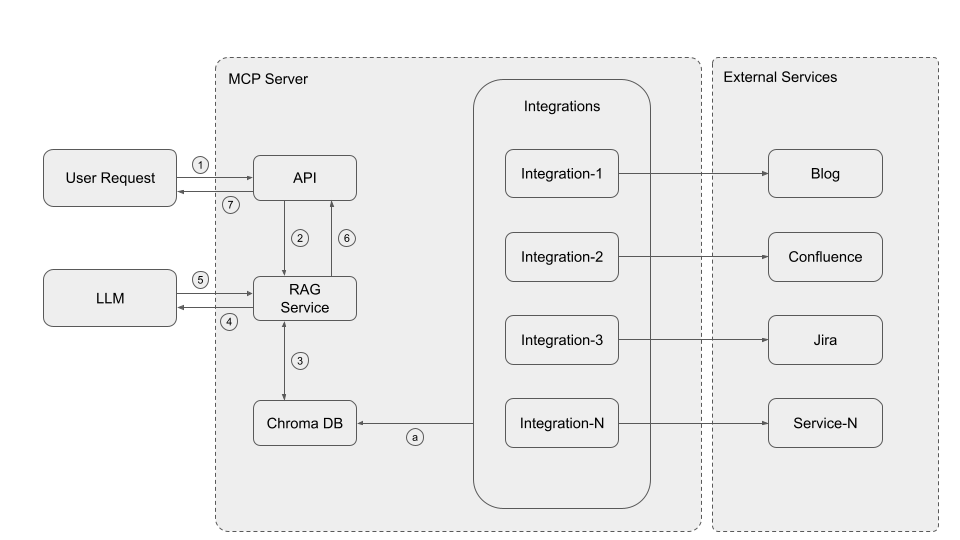 MCP Server
External Services
Integrations
User Request
1
7
API
Integration-1
Blog
2
6
Integration-2
Confluence
LLM
5
4
RAG
Service
Integration-3
Jira
3
Chroma DB
a
Integration-N
Service-N